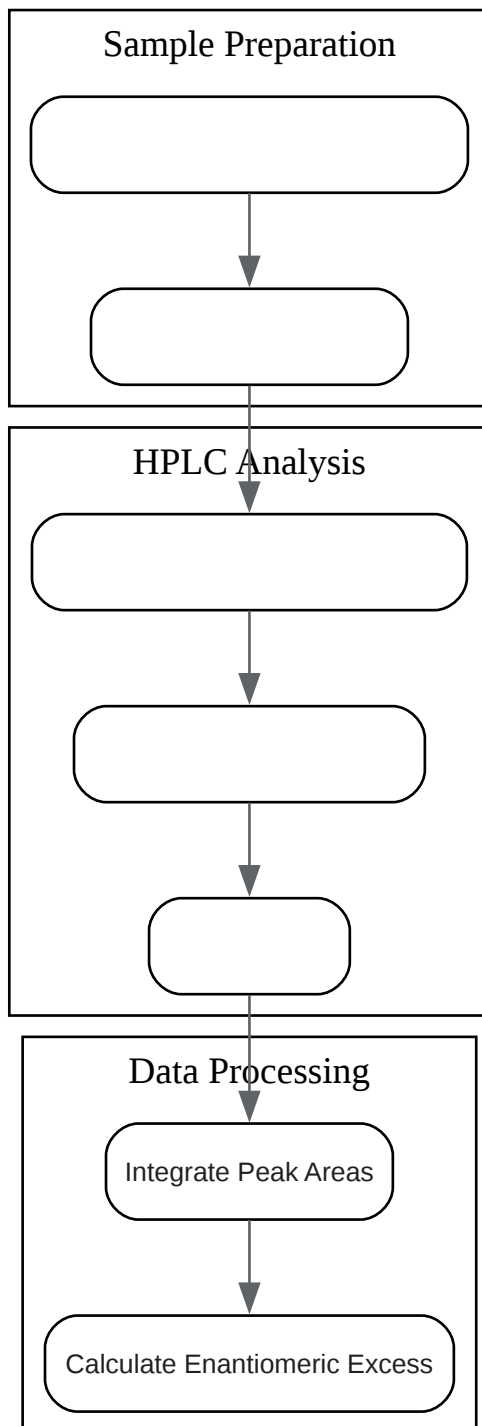 Sample Preparation
HPLC Analysis
Data Processing
Integrate Peak Areas
Calculate Enantiomeric Excess